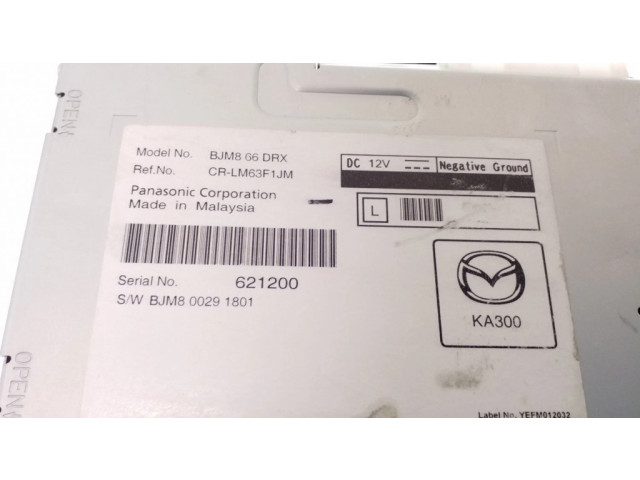 OPEN
Model No. BJM8 66 DRX
Ref.No. CR-LM63F1JM
DC 12V Negative Ground
Panasonic Corporation
Made in Malaysia
L
Serial No. 621200
S/W BJM8 0029 1801
KA300
OPEN
Label No. YEFM012032